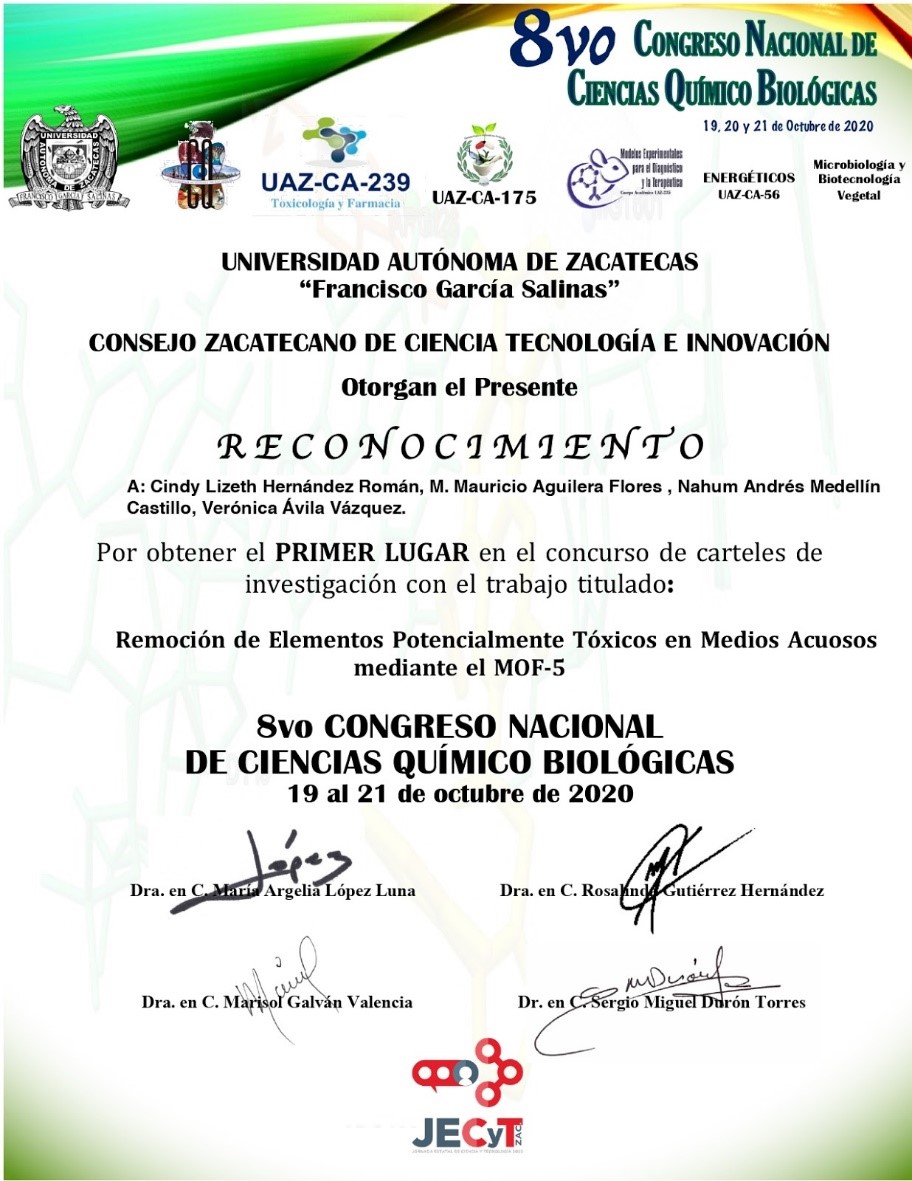 8vo CONGRESO NACIONAL DE
CIENCIAS QUÍMICO BIOLÓGICAS
19, 20 y 21 de Octubre de 2020
UNIVERSIDAD
AUTÓNOMA DE ZACATECAS
FRANCISCO GARCÍA SALINAS
UAZ-CA-239
Toxicología y Farmacia
UAZ-CA-175
Modelos Experimentales
para el Diagnóstico
y la Terapéutica
ENERGÉTICOS
UAZ-CA-56
Microbiología y
Biotecnología
Vegetal
UNIVERSIDAD AUTÓNOMA DE ZACATECAS
“Francisco García Salinas”
CONSEJO ZACATECANO DE CIENCIA TECNOLOGÍA E INNOVACIÓN
Otorgan el Presente
RECONOCIMIENTO
A: Cindy Lizeth Hernández Román, M. Mauricio Aguilera Flores , Nahum Andrés Medellín
Castillo, Verónica Ávila Vázquez.
Por obtener el PRIMER LUGAR en el concurso de carteles de
investigación con el trabajo titulado:
Remoción de Elementos Potencialmente Tóxicos en Medios Acuosos
mediante el MOF-5
8vo CONGRESO NACIONAL
DE CIENCIAS QUÍMICO BIOLÓGICAS
19 al 21 de octubre de 2020
López
Dra. en C. María Argelia López Luna
Dra. en C. Rosalinda Gutiérrez Hernández
Dra. en C. Marisol Galván Valencia
Dr. en C. Sergio Miguel Durón Torres
JECyT
ZAC